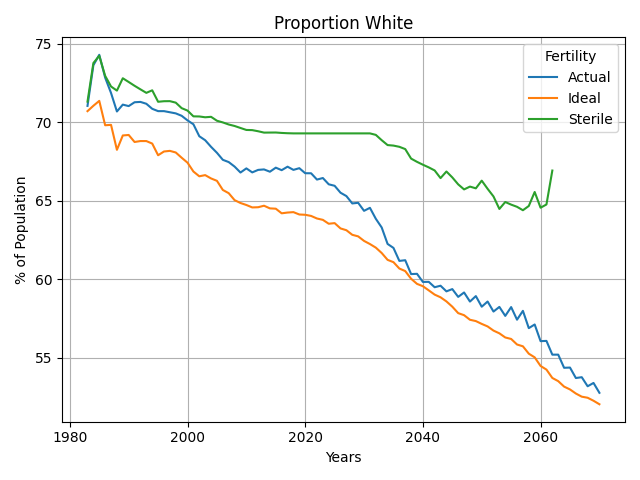 Proportion White
Fertility
Actual
Ideal
Sterile
% of Population
75
70
65
60
55
1980
2000
2020
2040
2060
Years